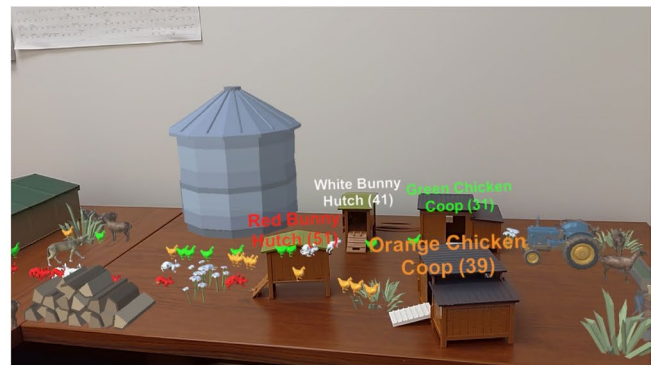 White Bunny
Hutch (41)
Green Chicken
Coop (31)
Red Bunny
Hutch (51)
Orange Chicken
Coop (39)